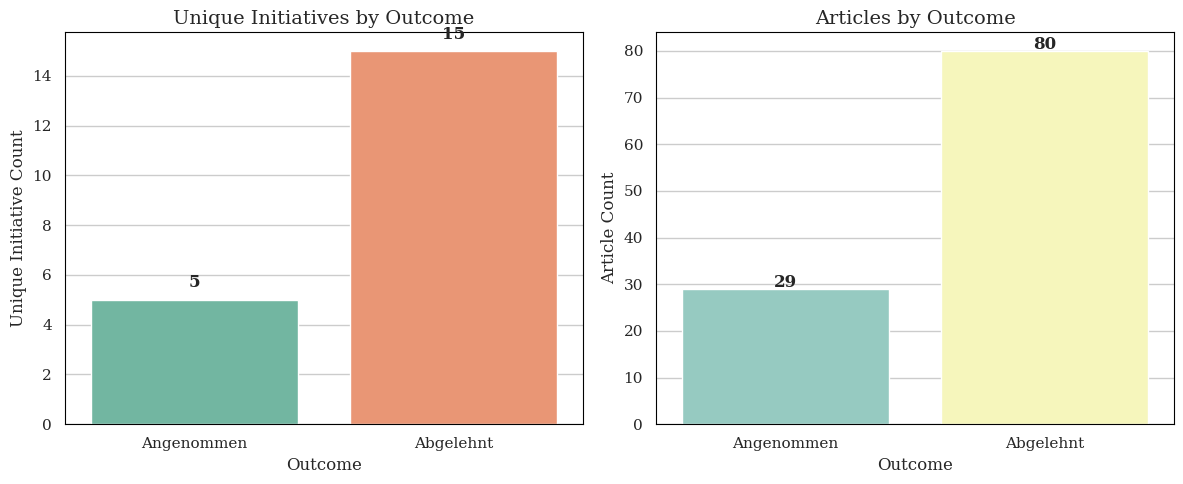 Unique Initiatives by Outcome
15
14
12
10
8
6
4
2
0
5
Unique Initiative Count
Angenommen
Abgelehnt
Outcome
Articles by Outcome
80
80
70
60
50
40
30
20
10
0
29
Article Count
Angenommen
Abgelehnt
Outcome